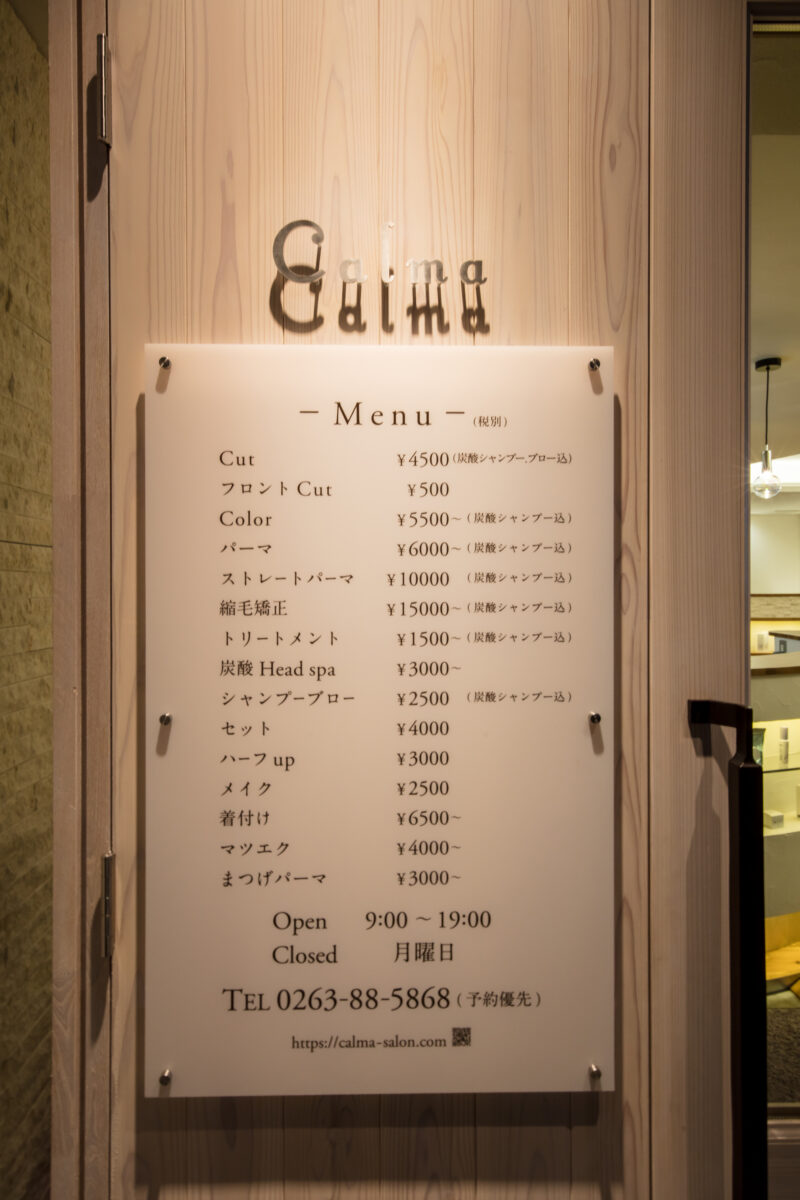 Calma
– Menu – (税別)
Cut ¥4500 (炭酸シャンプー、ブロー込)
フロント Cut ¥500
Color ¥5500~ (炭酸シャンプー込)
パーマ ¥6000~ (炭酸シャンプー込)
ストレートパーマ ¥10000 (炭酸シャンプー込)
縮毛矯正 ¥15000~ (炭酸シャンプー込)
トリートメント ¥1500~ (炭酸シャンプー込)
炭酸 Head spa ¥3000~
シャンプーブロー ¥2500 (炭酸シャンプー込)
セット ¥4000
ハーフ up ¥3000
メイク ¥2500
着付け ¥6500~
マツエク ¥4000~
まつげパーマ ¥3000~
Open 9:00 ~ 19:00
Closed 月曜日
TEL 0263-88-5868 (予約優先)
https://calma-salon.com